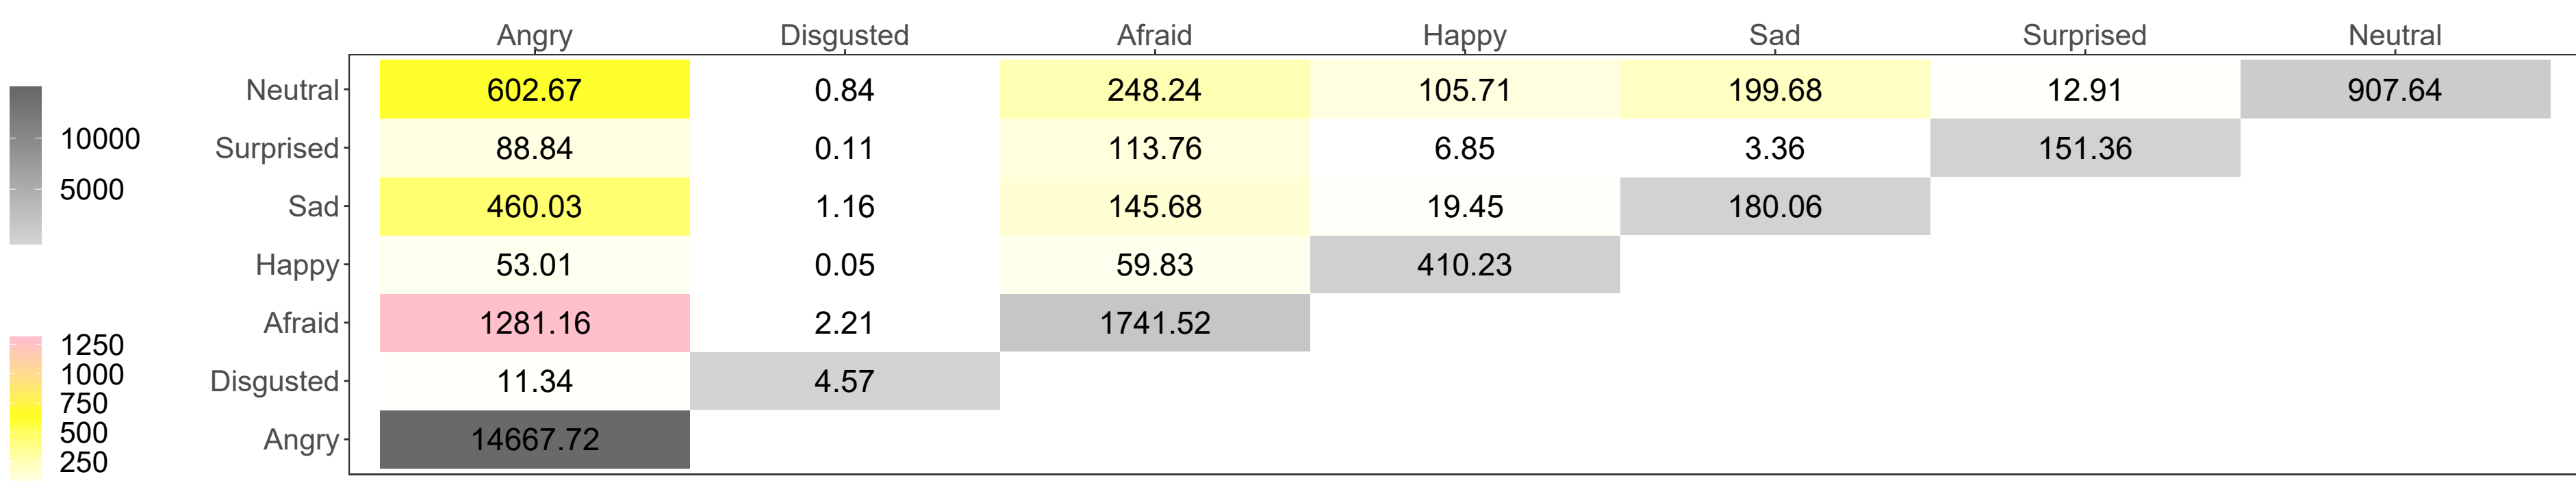 Angry Disgusted Afraid Happy Sad Surprised Neutral
10000
5000
1250
1000
750
500
250
Neutral 602.67 0.84 248.24 105.71 199.68 12.91 907.64
Surprised 88.84 0.11 113.76 6.85 3.36 151.36
Sad 460.03 1.16 145.68 19.45 180.06
Happy 53.01 0.05 59.83 410.23
Afraid 1281.16 2.21 1741.52
Disgusted 11.34 4.57
Angry 14667.72